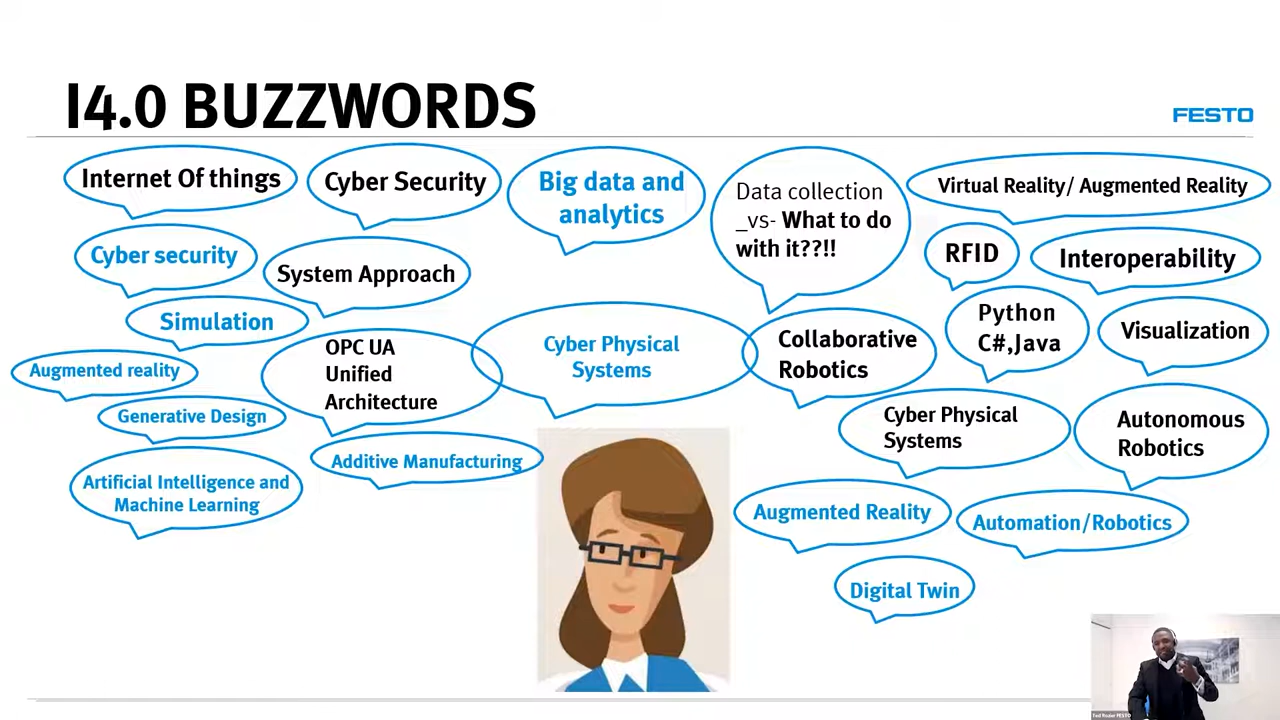 I4.0 BUZZWORDS
FESTO
Internet Of things
Cyber Security
Big data and
analytics
Data collection
_vs- What to do
with it??!!
Virtual Reality/ Augmented Reality
Cyber security
System Approach
RFID
Interoperability
Simulation
OPC UA
Unified
Architecture
Cyber Physical
Systems
Collaborative
Robotics
Python
C#,Java
Visualization
Augmented reality
Generative Design
Additive Manufacturing
Cyber Physical
Systems
Autonomous
Robotics
Artificial Intelligence and
Machine Learning
Augmented Reality
Automation/Robotics
Digital Twin
FESTO